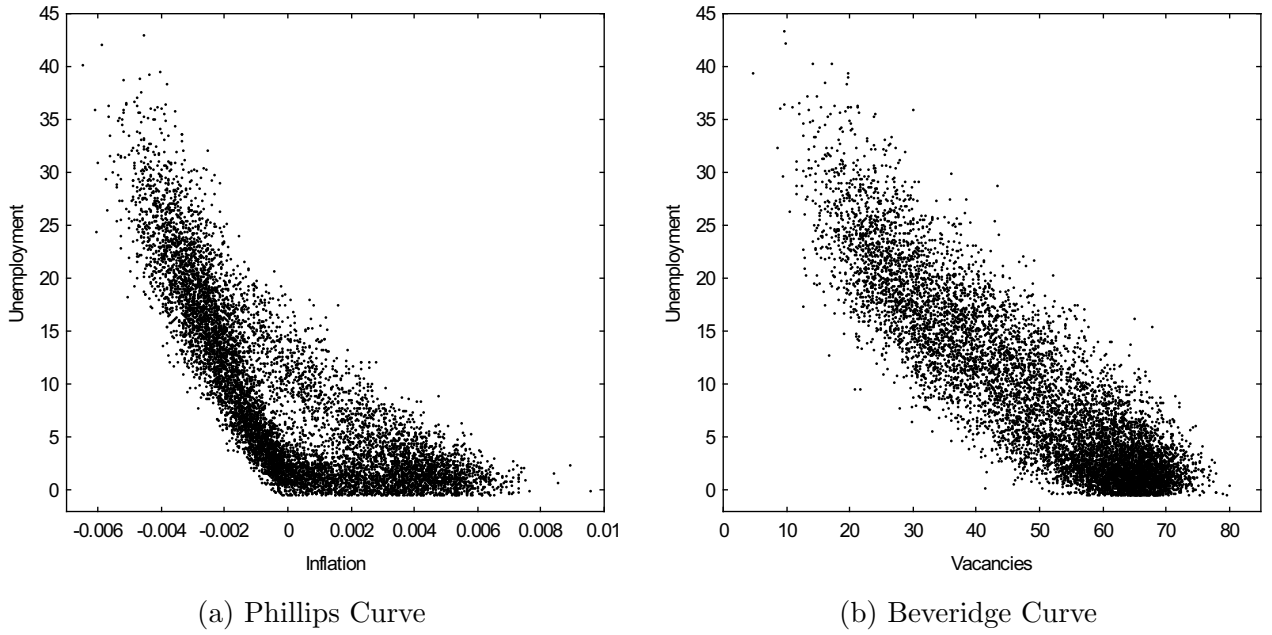 45
40
35
30
25
20
15
10
5
0
Unemployment
-0.006 -0.004 -0.002 0 0.002 0.004 0.006 0.008 0.01
Inflation
(a) Phillips Curve
45
40
35
30
25
20
15
10
5
0
Unemployment
0 10 20 30 40 50 60 70 80
Vacancies
(b) Beveridge Curve